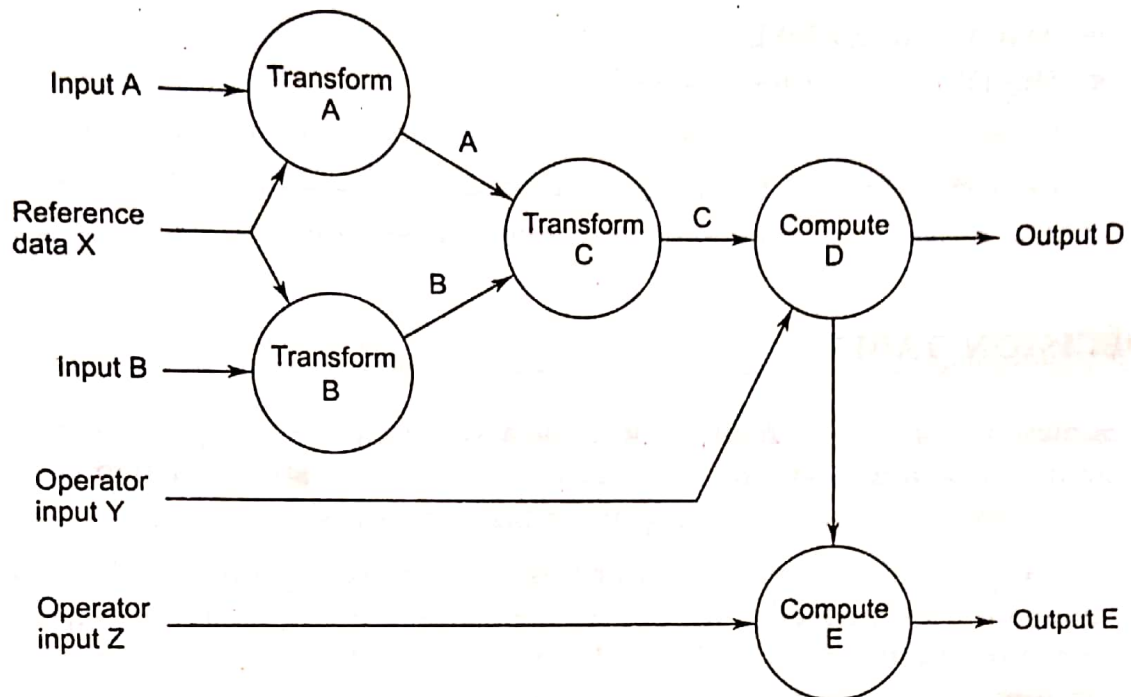 Input A
Transform
A
A
Reference
data X
Transform
C
C
Compute
D
Output D
B
Input B
Transform
B
Operator
input Y
Operator
input Z
Compute
E
Output E